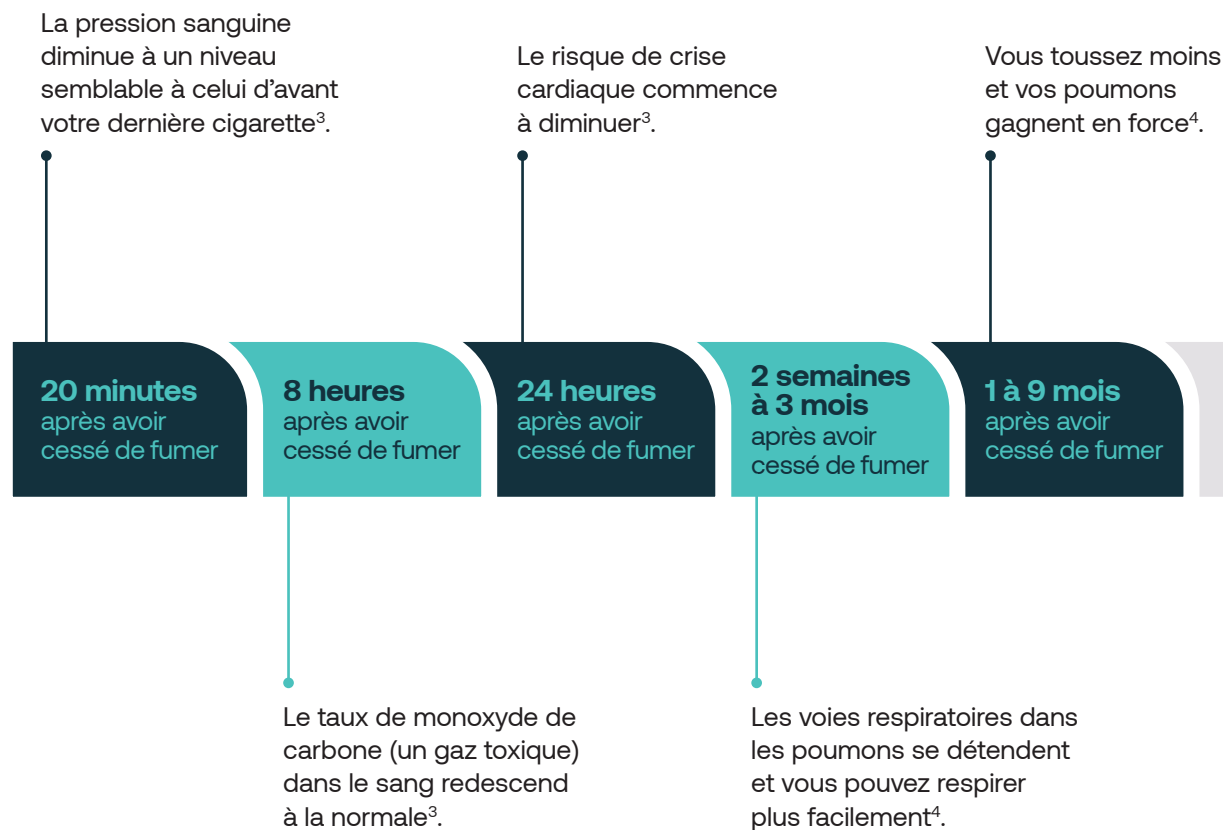 La pression sanguine
diminue à un niveau
semblable à celui d’avant
votre dernière cigarette³.
Le risque de crise
cardiaque commence
à diminuer³.
Vous toussez moins
et vos poumons
gagnent en force⁴.
20 minutes
après avoir
cessé de fumer
8 heures
après avoir
cessé de fumer
24 heures
après avoir
cessé de fumer
2 semaines
à 3 mois
après avoir
cessé de fumer
1 à 9 mois
après avoir
cessé de fumer
Le taux de monoxyde de
carbone (un gaz toxique)
dans le sang redescend
à la normale³.
Les voies respiratoires dans
les poumons se détendent
et vous pouvez respirer
plus facilement⁴.